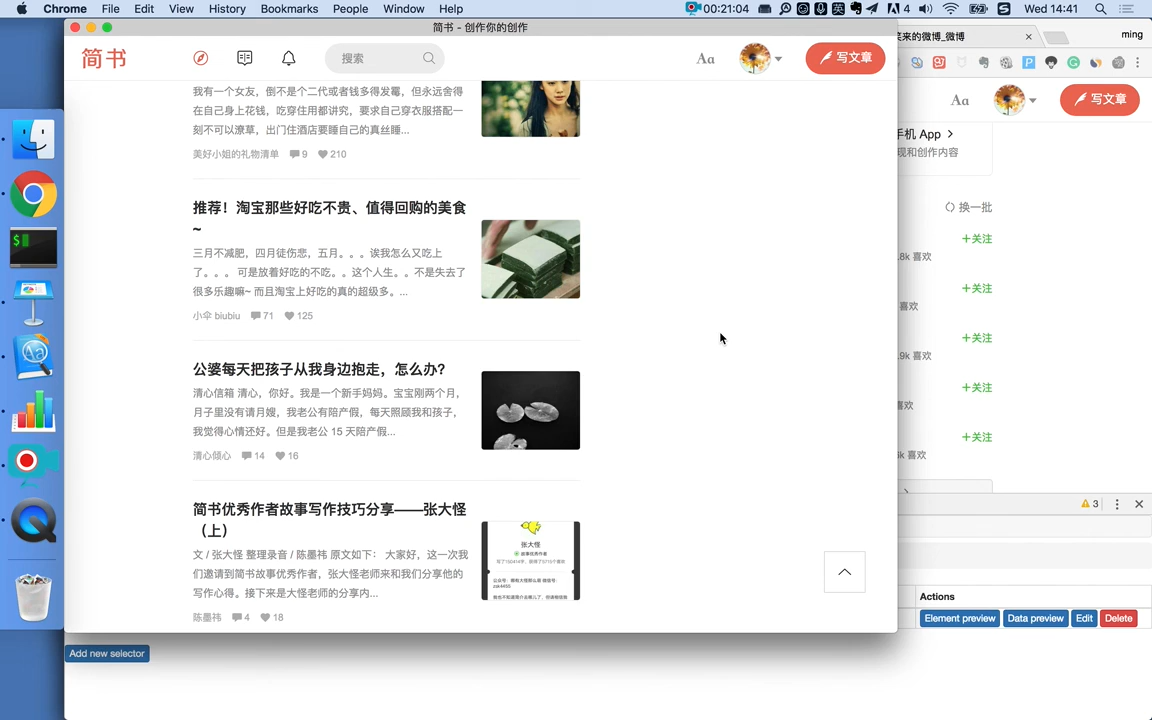 Chrome File Edit View History Bookmarks People Window Help 00:21:04 英 4 Wed 14:41
简书 - 创作你的创作
笑来的微博_微博
ming
简书 搜索 Aa 写文章
Aa 写文章
我有一个女友，倒不是个二代或者钱多得发霉，但永远舍得
在自己身上花钱，吃穿住用都讲究，要求自己穿衣服搭配一
刻不可以潦草，出门住酒店要睡自己的真丝睡...
美好小姐的礼物清单 9 210
推荐！淘宝那些好吃不贵、值得回购的美食
~
三月不减肥，四月徒伤悲，五月。。。诶我怎么又吃上
了。。。 可是放着好吃的不吃。。这个人生。。不是失去了
很多乐趣嘛~ 而且淘宝上好吃的真的超级多。...
小伞 biubiu 71 125
公婆每天把孩子从我身边抱走，怎么办？
清心信箱 清心，你好。我是一个新手妈妈。宝宝刚两个月，
月子里没有请月嫂，我老公有陪产假，每天照顾我和孩子，
我觉得心情还好。但是我老公 15 天陪产假...
清心倾心 14 16
简书优秀作者故事写作技巧分享——张大怪
（上）
文 / 张大怪 整理录音 / 陈墨祎 原文如下： 大家好，这一次我
们邀请到简书故事优秀作者，张大怪老师来和我们分享他的
写作心得。接下来是大怪老师的分享内...
陈墨祎 4 18
张大怪
故事优秀作者
手机 App
现和创作内容
换一批
+关注
.8k 喜欢
+关注
喜欢
+关注
.9k 喜欢
+关注
喜欢
+关注
k 喜欢
3
Actions
Element preview Data preview Edit Delete
Add new selector